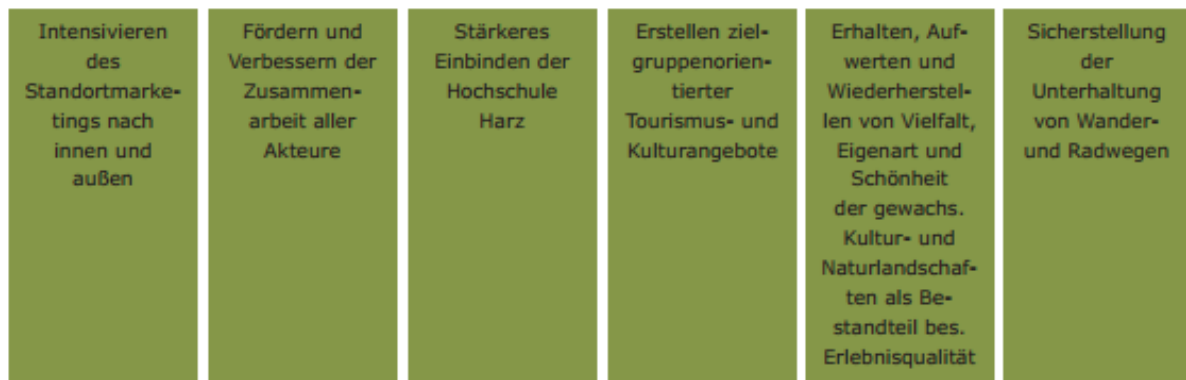 Intensivieren
des
Standortmarke-
tings nach
innen und
außen
Fördern und
Verbessern der
Zusammen-
arbeit aller
Akteure
Stärkeres
Einbinden der
Hochschule
Harz
Erstellen ziel-
gruppenorien-
tierter
Tourismus- und
Kulturangebote
Erhalten, Auf-
werten und
Wiederherstel-
len von Vielfalt,
Eigenart und
Schönheit
der gewachs.
Kultur- und
Naturlandschaf-
ten als Be-
standteil bes.
Erlebnisqualität
Sicherstellung
der
Unterhaltung
von Wander-
und Radwegen